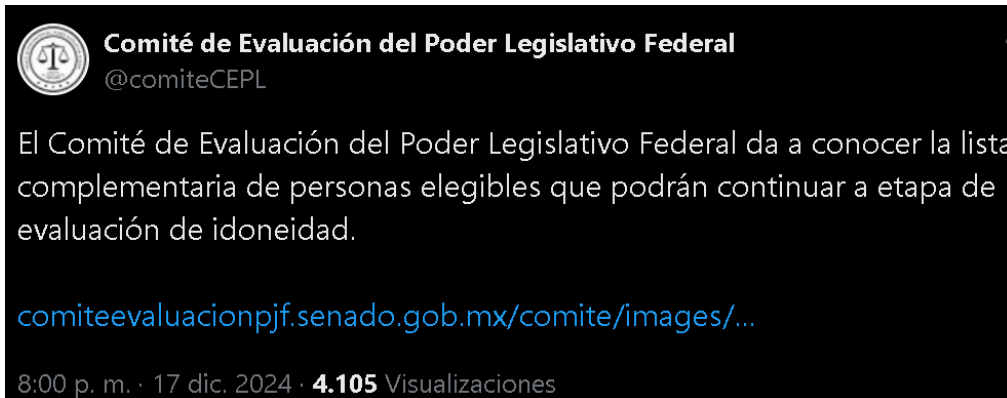 Comité de Evaluación del Poder Legislativo Federal
@comiteCEPL
El Comité de Evaluación del Poder Legislativo Federal da a conocer la lista
complementaria de personas elegibles que podrán continuar a etapa de
evaluación de idoneidad.
comiteevaluacionpjf.senado.gob.mx/comite/images/...
8:00 p. m. · 17 dic. 2024 · 4.105 Visualizaciones